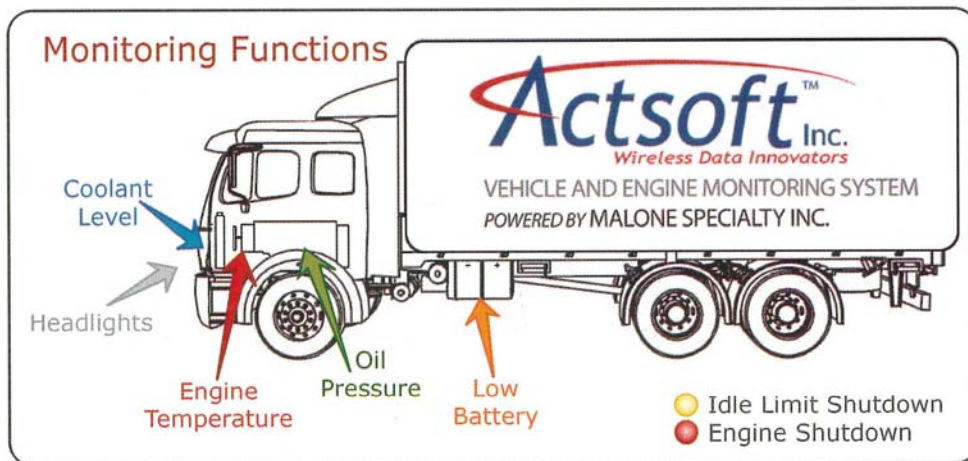 Monitoring Functions
Actsoft™
Inc.
Wireless Data Innovators
VEHICLE AND ENGINE MONITORING SYSTEM
POWERED BY MALONE SPECIALTY INC.
Coolant
Level
Headlights
Engine
Temperature
Oil
Pressure
- +
Low
Battery
Idle Limit Shutdown
Engine Shutdown